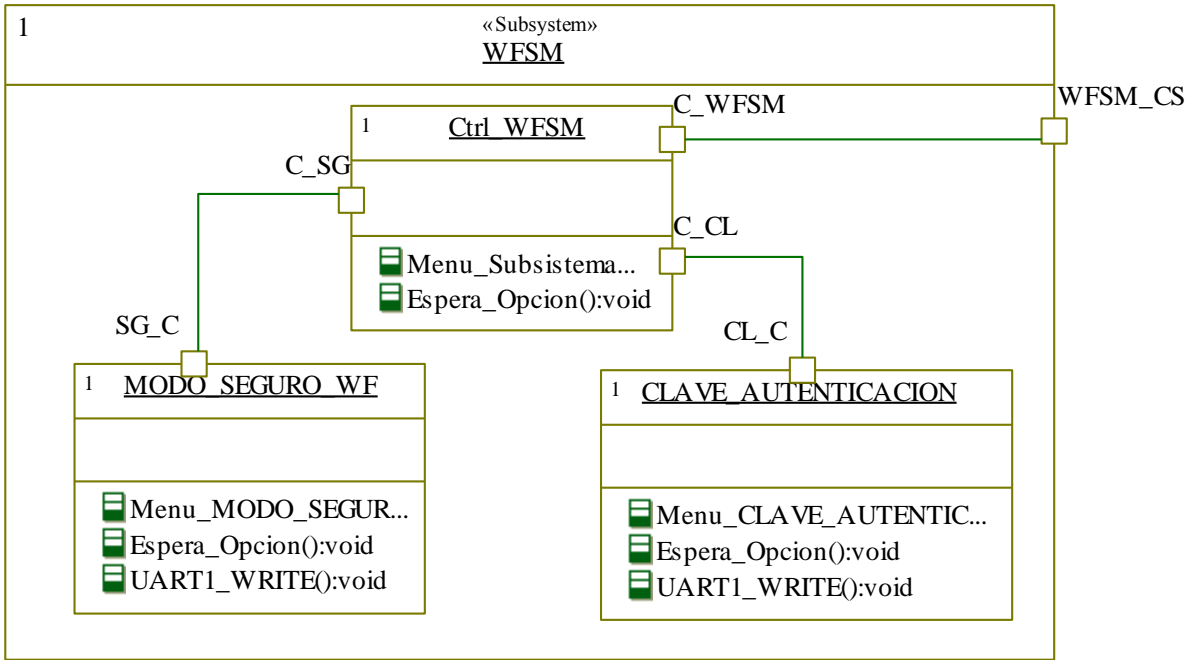 1
«Subsystem»
WFSM
WFSM_CS
C_WFSM
1
Ctrl_WFSM
C_SG
C_CL
Menu_Subsistema...
Espera_Opcion():void
SG_C
CL_C
1
MODO_SEGURO_WF
Menu_MODO_SEGUR...
Espera_Opcion():void
UART1_WRITE():void
1
CLAVE_AUTENTICACION
Menu_CLAVE_AUTENTIC...
Espera_Opcion():void
UART1_WRITE():void